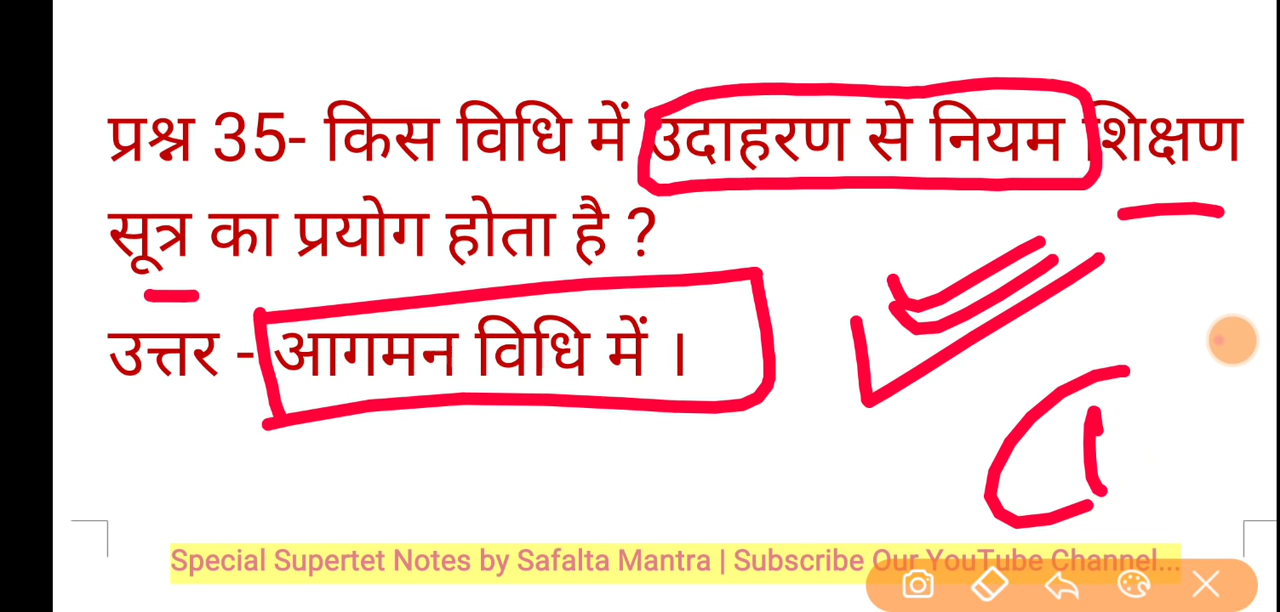 प्रश्न 35- किस विधि में उदाहरण से नियम शिक्षण
सूत्र का प्रयोग होता है ?
उत्तर - आगमन विधि में ।
Special Supertet Notes by Safalta Mantra | Subscribe Our YouTube Channel...